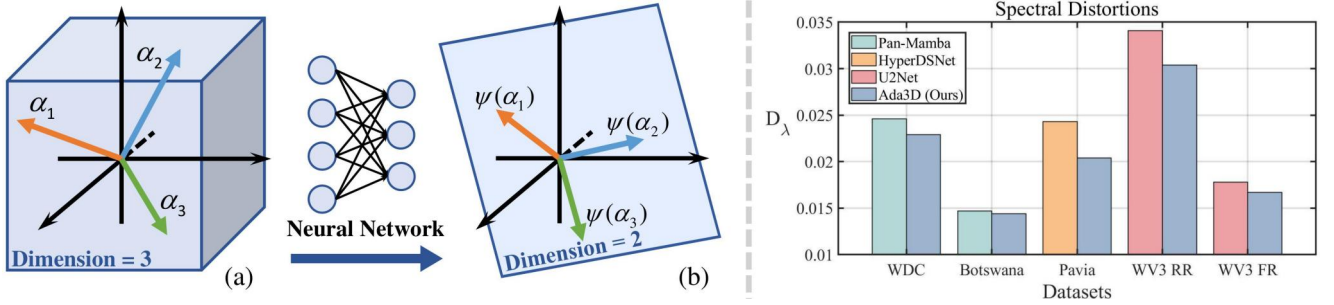 α₁
α₂
α₃
Dimension = 3
(a)
Neural Network
ψ(α₁)
ψ(α₂)
ψ(α₃)
Dimension = 2
(b)
Spectral Distortions
Pan-Mamba
HyperDSNet
U2Net
Ada3D (Ours)
D_λ
0.035
0.03
0.025
0.02
0.015
0.01
WDC
Botswana
Pavia
WV3 RR
WV3 FR
Datasets